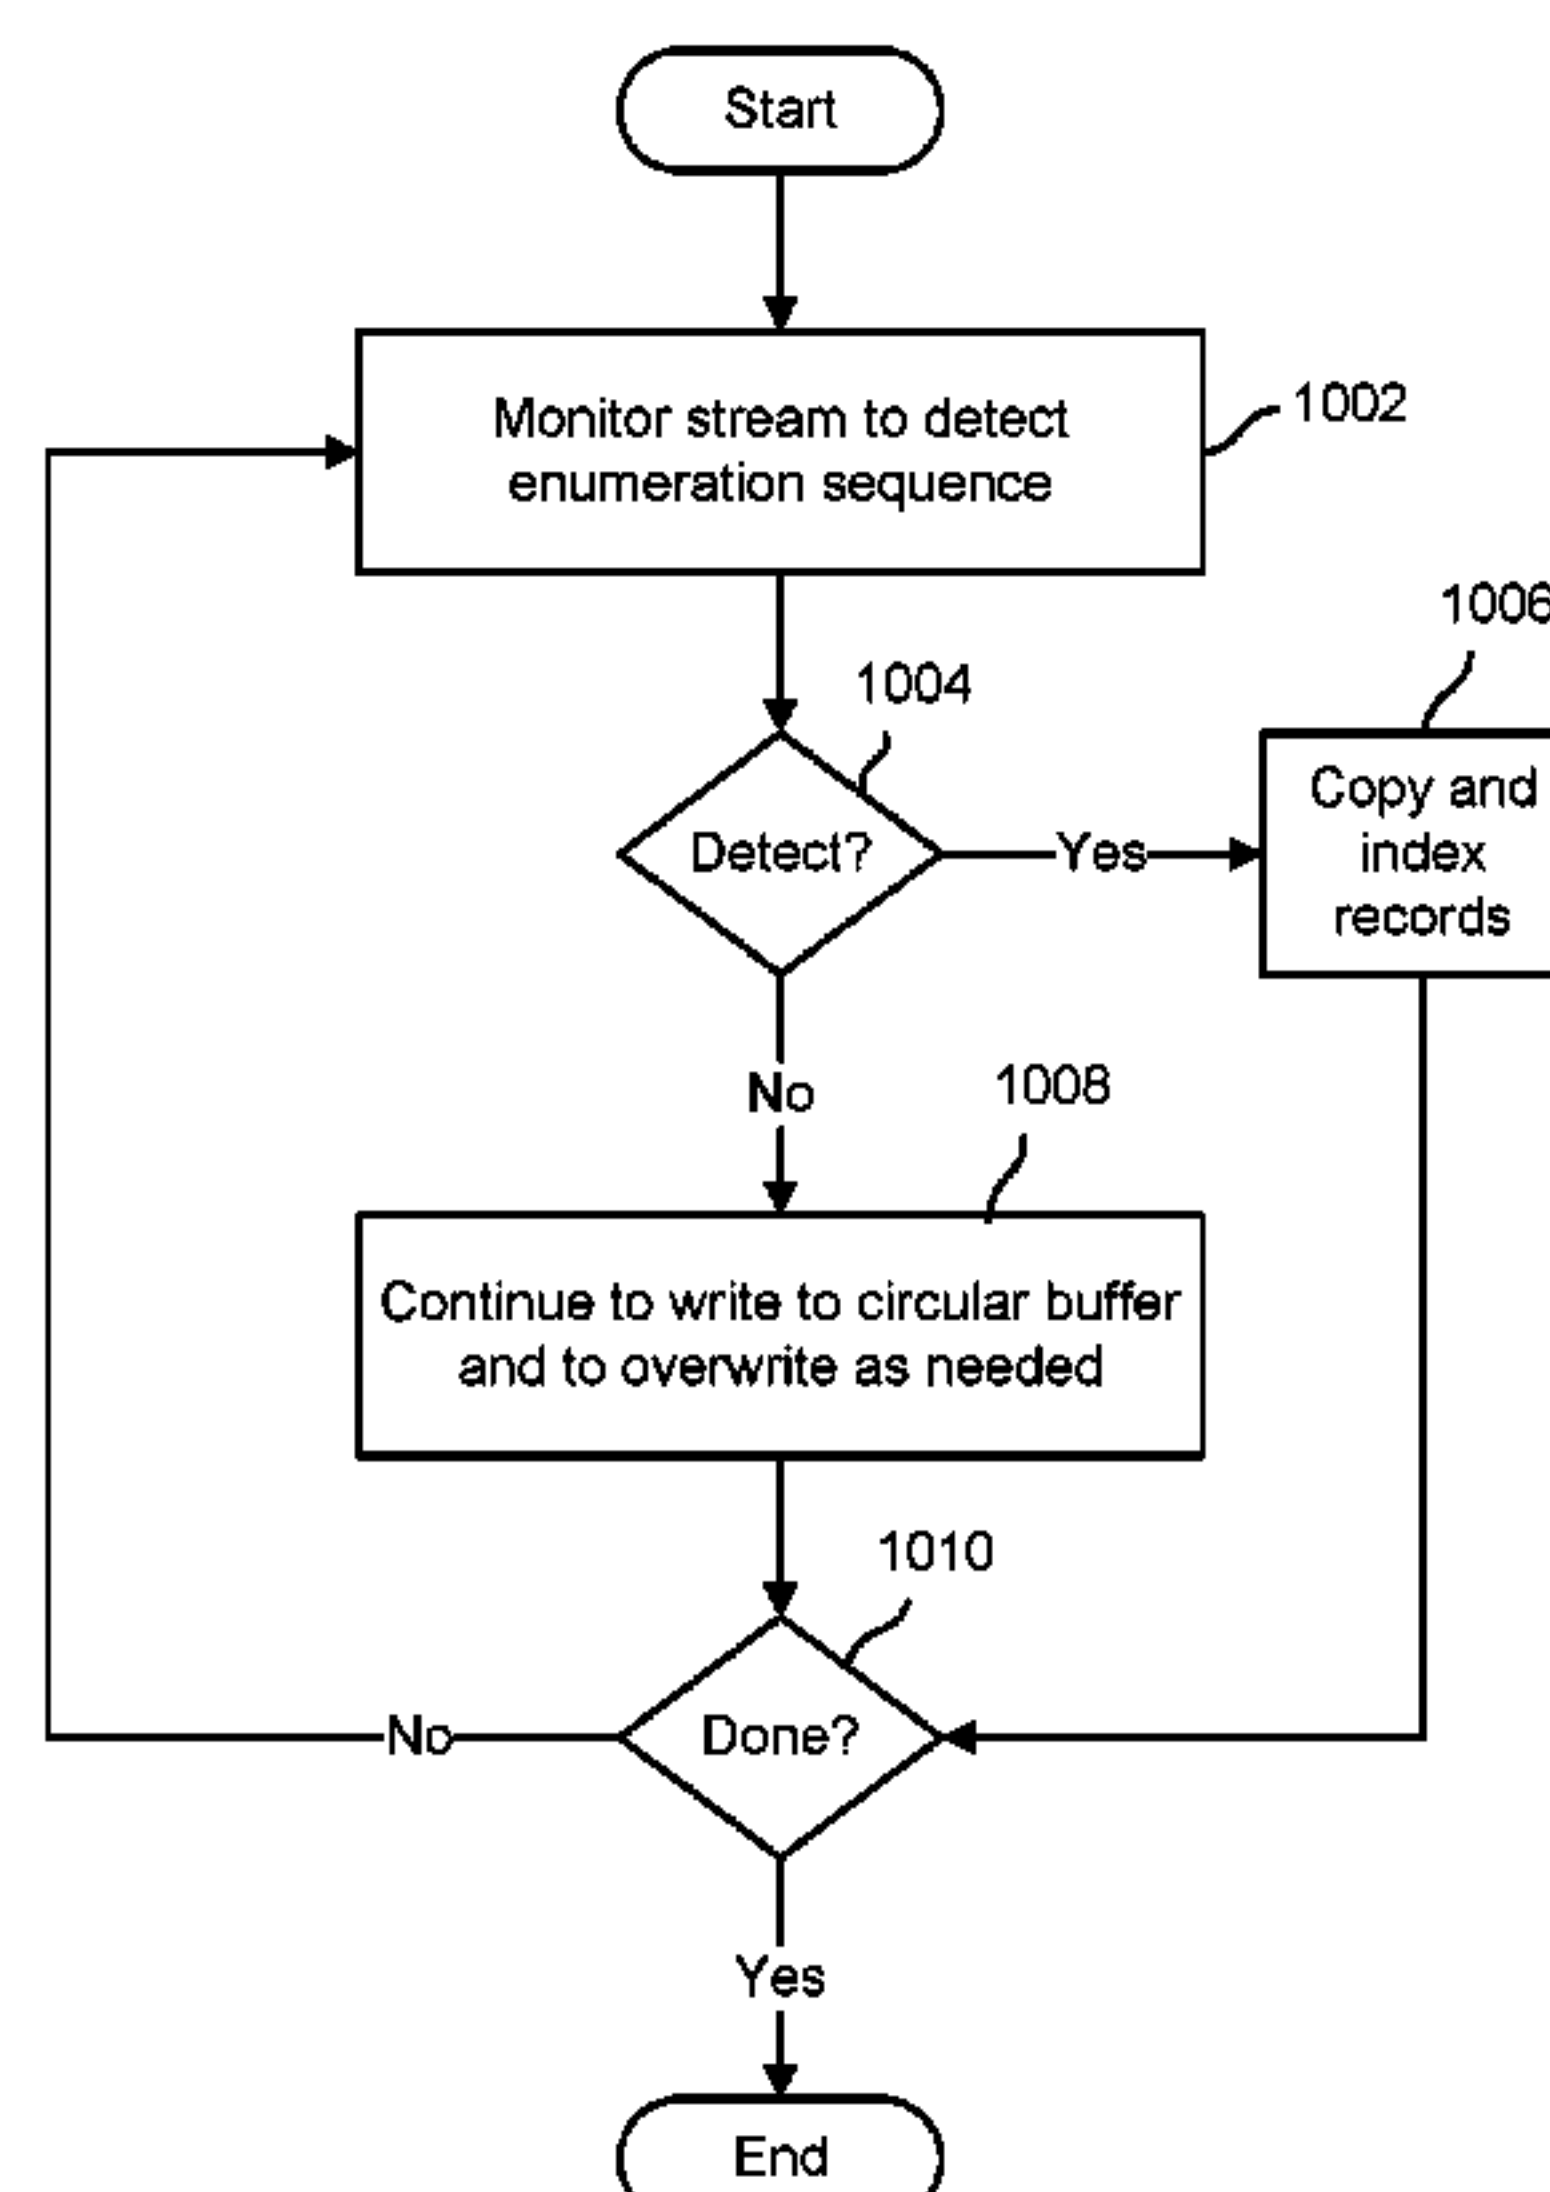 Start
Monitor stream to detect
enumeration sequence
1002
1004
1006
Detect?
Yes
Copy and
index
records
No
1008
Continue to write to circular buffer
and to overwrite as needed
1010
Done?
No
Yes
End